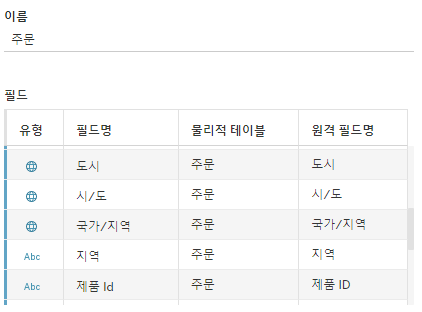 이름
주문
필드
유형 필드명 물리적 테이블 원격 필드명
도시 주문 도시
시/도 주문 시/도
국가/지역 주문 국가/지역
Abc 지역 주문 지역
Abc 제품 Id 주문 제품 ID